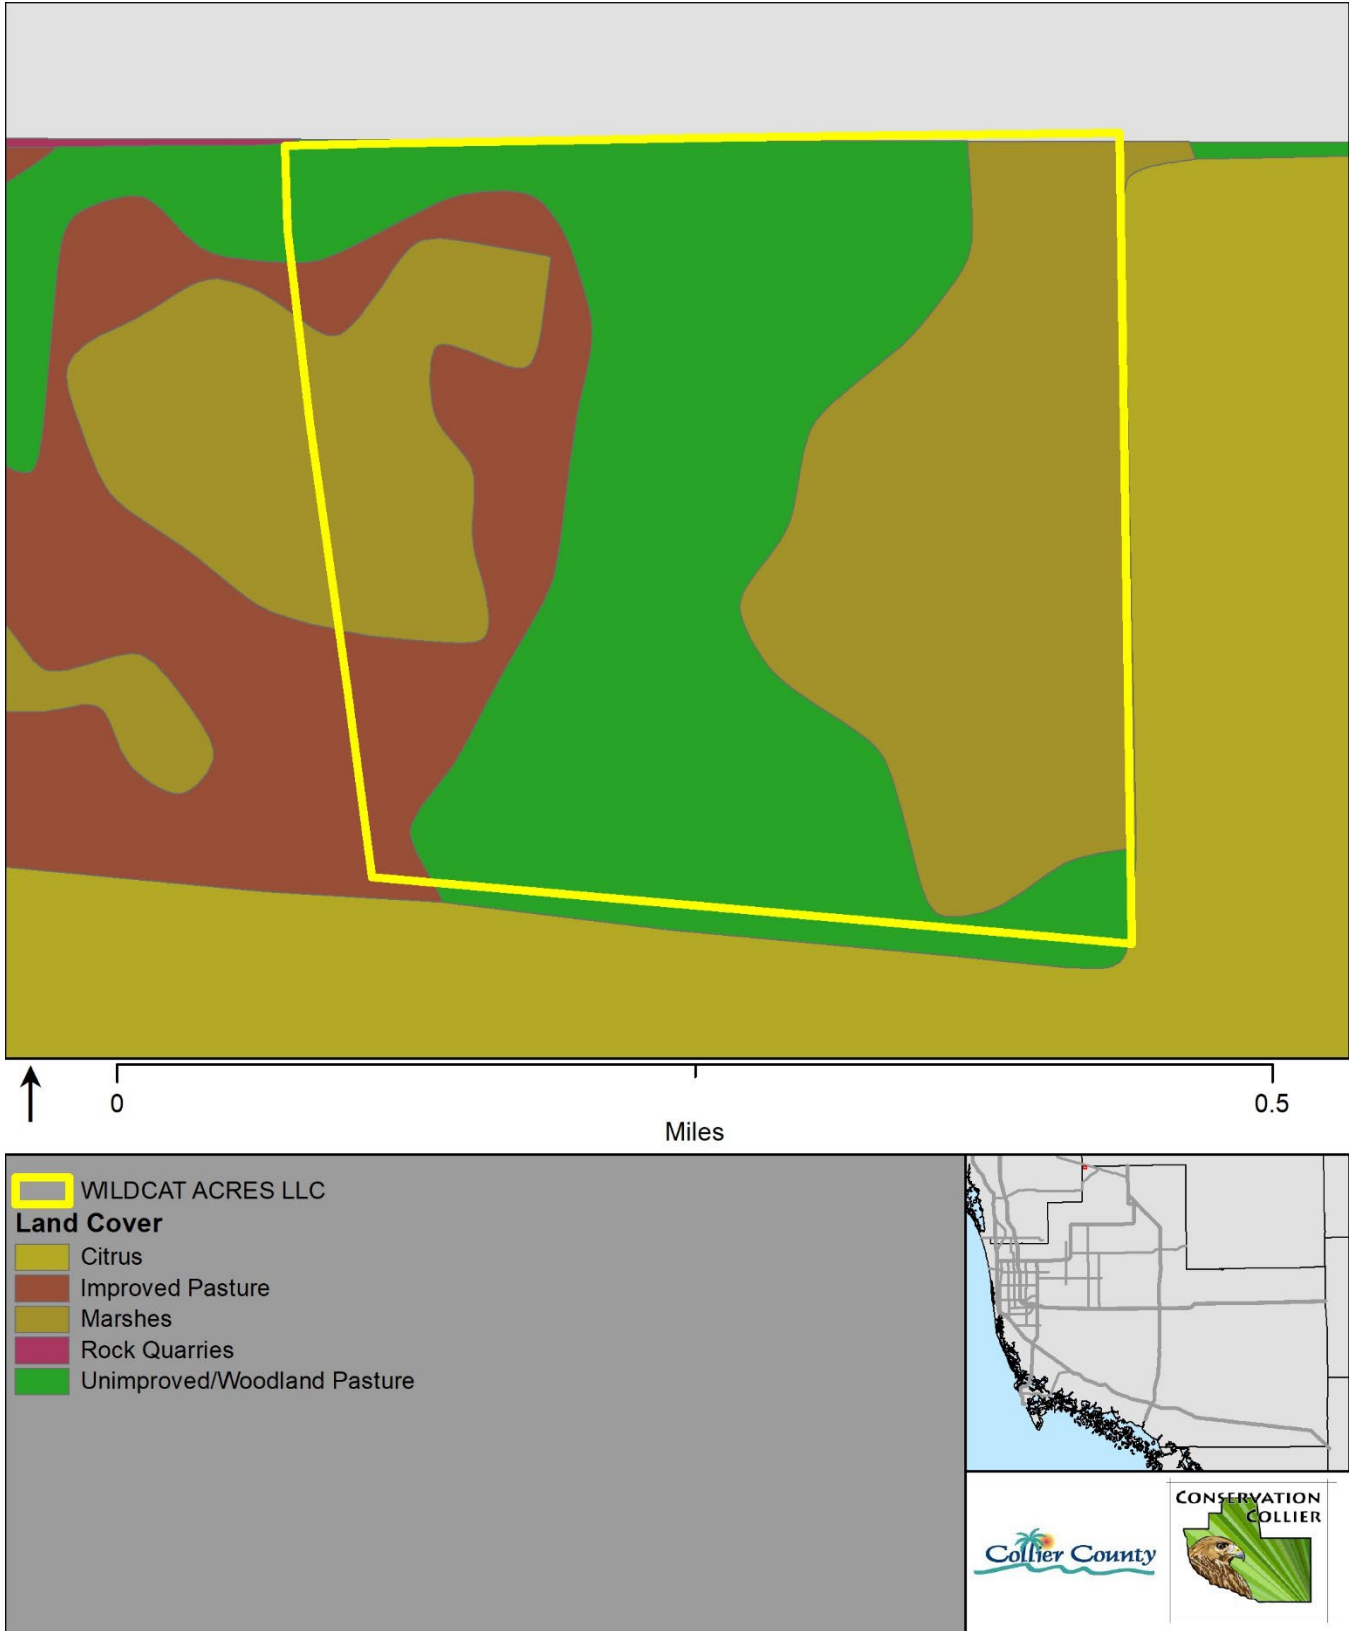 0
0.5
Miles
WILDCAT ACRES LLC
Land Cover
Citrus
Improved Pasture
Marshes
Rock Quarries
Unimproved/Woodland Pasture
Collier County
CONSERVATION
COLLIER